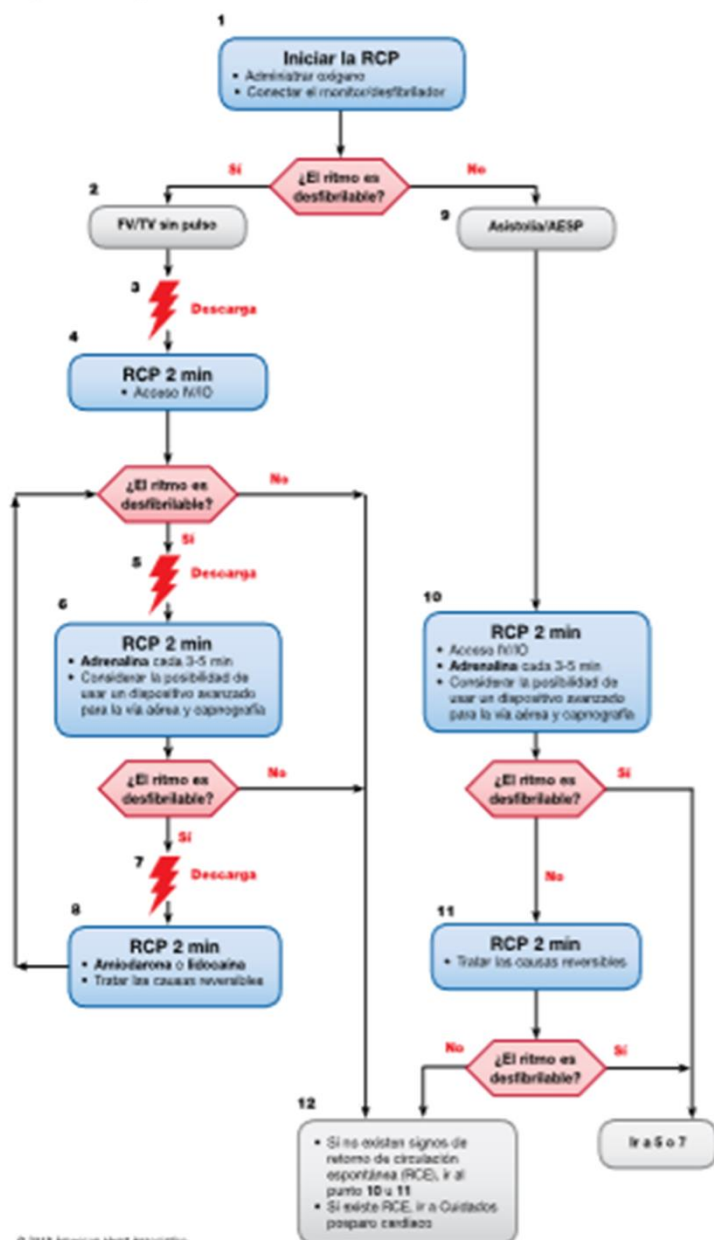 1
Iniciar la RCP
• Administrar oxígeno
• Conectar el monitor/desfibrilador
¿El ritmo es
desfibrilable?
Sí
No
2
FV/TV sin pulso
9
Asistolia/AESP
3
Descarga
4
RCP 2 min
• Acceso IV/IO
¿El ritmo es
desfibrilable?
No
Sí
5
Descarga
6
RCP 2 min
• Adrenalina cada 3-5 min
• Considerar la posibilidad de
usar un dispositivo avanzado
para la vía aérea y capnografía
¿El ritmo es
desfibrilable?
No
Sí
7
Descarga
8
RCP 2 min
• Amiodarona o lidocaína
• Tratar las causas reversibles
10
RCP 2 min
• Acceso IV/IO
• Adrenalina cada 3-5 min
• Considerar la posibilidad de
usar un dispositivo avanzado
para la vía aérea y capnografía
¿El ritmo es
desfibrilable?
Sí
No
11
RCP 2 min
• Tratar las causas reversibles
¿El ritmo es
desfibrilable?
No
Sí
12
• Si no existen signos de
retorno de circulación
espontánea (RCE), ir al
punto 10 u 11
• Si existe RCE, ir a Cuidados
posparo cardíaco
Ir a 5 o 7